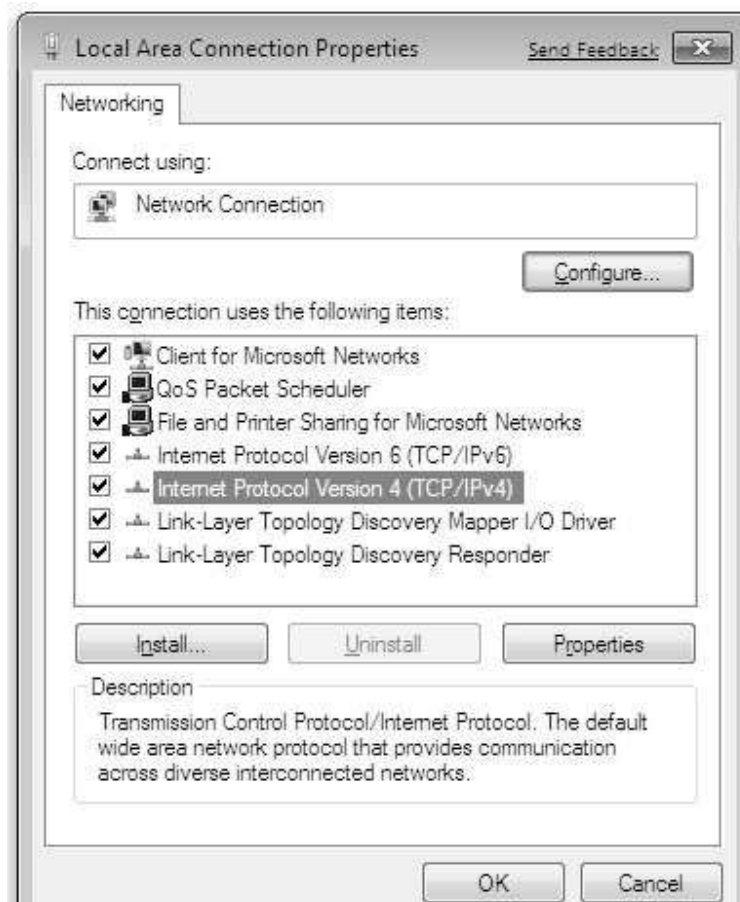 Local Area Connection Properties Send Feedback
Networking
Connect using:
Network Connection
Configure...
This connection uses the following items:
Client for Microsoft Networks
QoS Packet Scheduler
File and Printer Sharing for Microsoft Networks
Internet Protocol Version 6 (TCP/IPv6)
Internet Protocol Version 4 (TCP/IPv4)
Link-Layer Topology Discovery Mapper I/O Driver
Link-Layer Topology Discovery Responder
Install... Uninstall Properties
Description
Transmission Control Protocol/Internet Protocol. The default
wide area network protocol that provides communication
across diverse interconnected networks.
OK Cancel